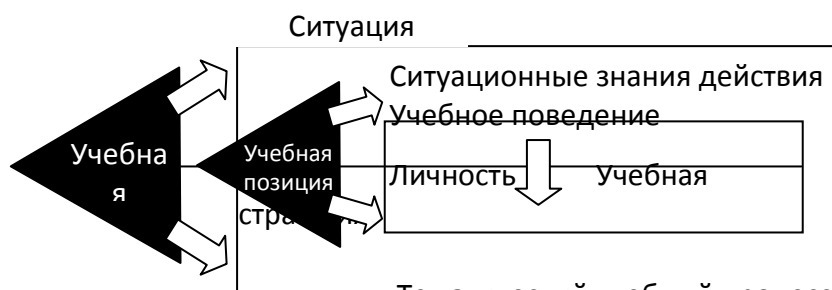 Ситуация
Ситуационные знания действия
Учебное поведение
Учебна
я
Учебная
позиция
Личность Учебная